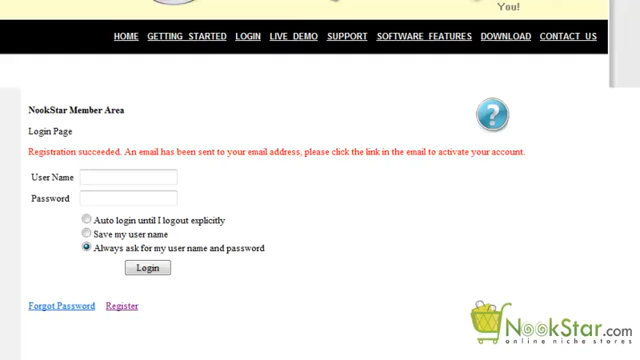 You!
HOME GETTING STARTED LOGIN LIVE DEMO SUPPORT SOFTWARE FEATURES DOWNLOAD CONTACT US
NookStar Member Area
?
Login Page
Registration succeeded. An email has been sent to your email address, please click the link in the email to activate your account.
User Name
Password
Auto login until I logout explicitly
Save my user name
Always ask for my user name and password
Login
Forgot Password Register
NookStar.com
online niche stores